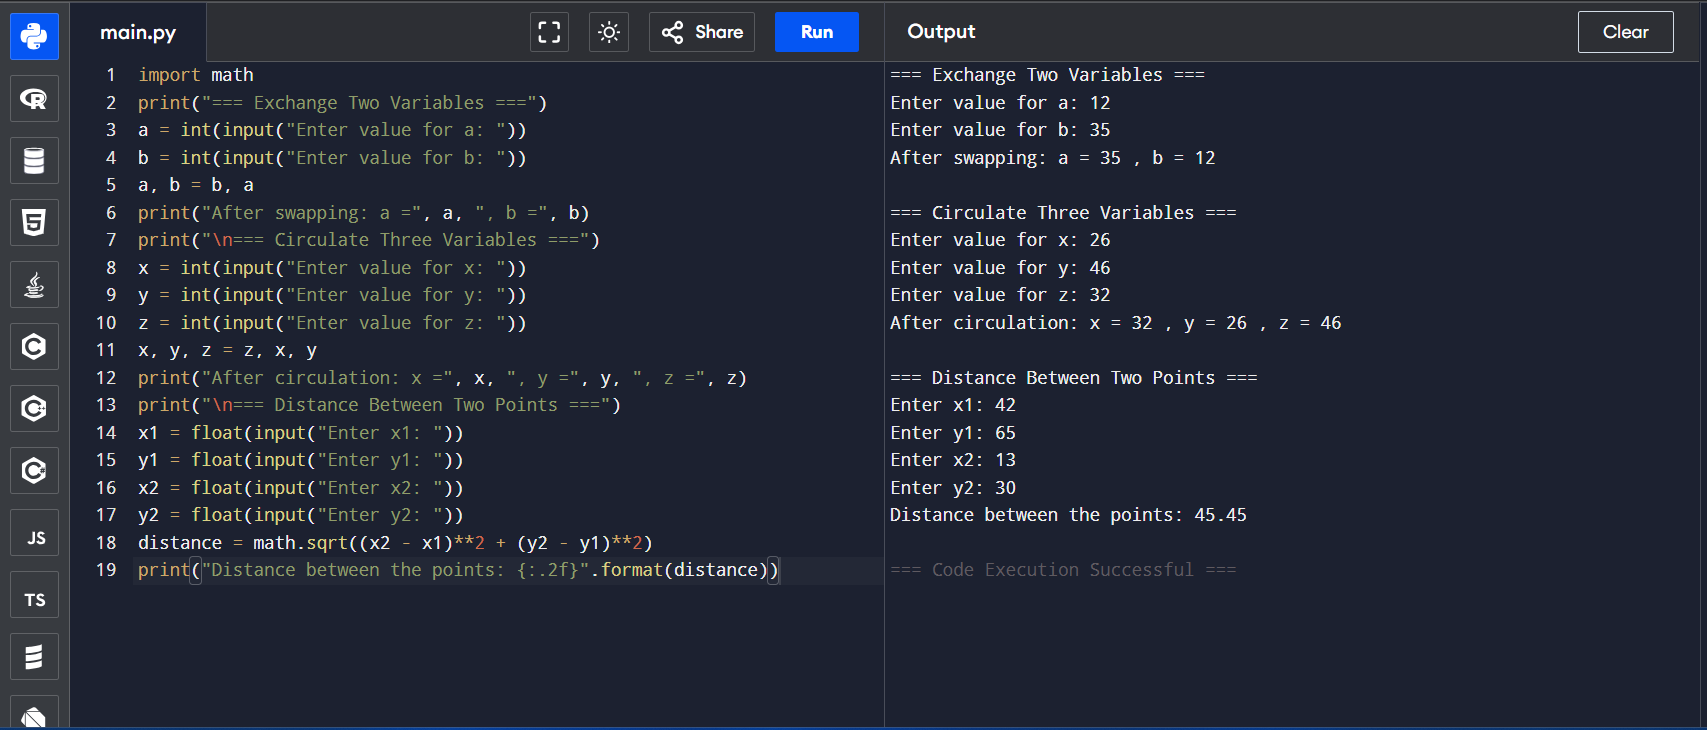 main.py
Share
Run
Output
Clear
1 import math
2 print("=== Exchange Two Variables ===")
3 a = int(input("Enter value for a: "))
4 b = int(input("Enter value for b: "))
5 a, b = b, a
6 print("After swapping: a =", a, ", b =", b)
7 print("\n=== Circulate Three Variables ===")
8 x = int(input("Enter value for x: "))
9 y = int(input("Enter value for y: "))
10 z = int(input("Enter value for z: "))
11 x, y, z = z, x, y
12 print("After circulation: x =", x, ", y =", y, ", z =", z)
13 print("\n=== Distance Between Two Points ===")
14 x1 = float(input("Enter x1: "))
15 y1 = float(input("Enter y1: "))
16 x2 = float(input("Enter x2: "))
17 y2 = float(input("Enter y2: "))
18 distance = math.sqrt((x2 - x1)**2 + (y2 - y1)**2)
19 print("Distance between the points: {:.2f}".format(distance))
=== Exchange Two Variables ===
Enter value for a: 12
Enter value for b: 35
After swapping: a = 35 , b = 12
=== Circulate Three Variables ===
Enter value for x: 26
Enter value for y: 46
Enter value for z: 32
After circulation: x = 32 , y = 26 , z = 46
=== Distance Between Two Points ===
Enter x1: 42
Enter y1: 65
Enter x2: 13
Enter y2: 30
Distance between the points: 45.45
=== Code Execution Successful ===
R
5
C
C++
C#
JS
TS